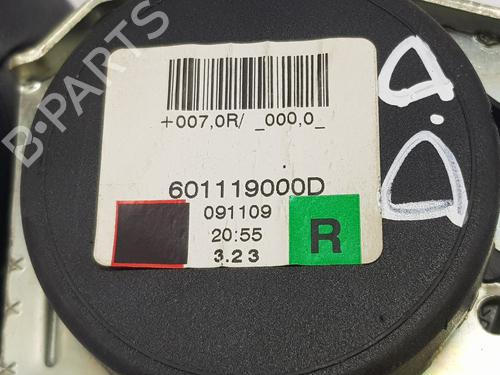 B-PARTS
+007,0R/ _000,0_
601119000D
091109
20:55
3.23
R
D.D